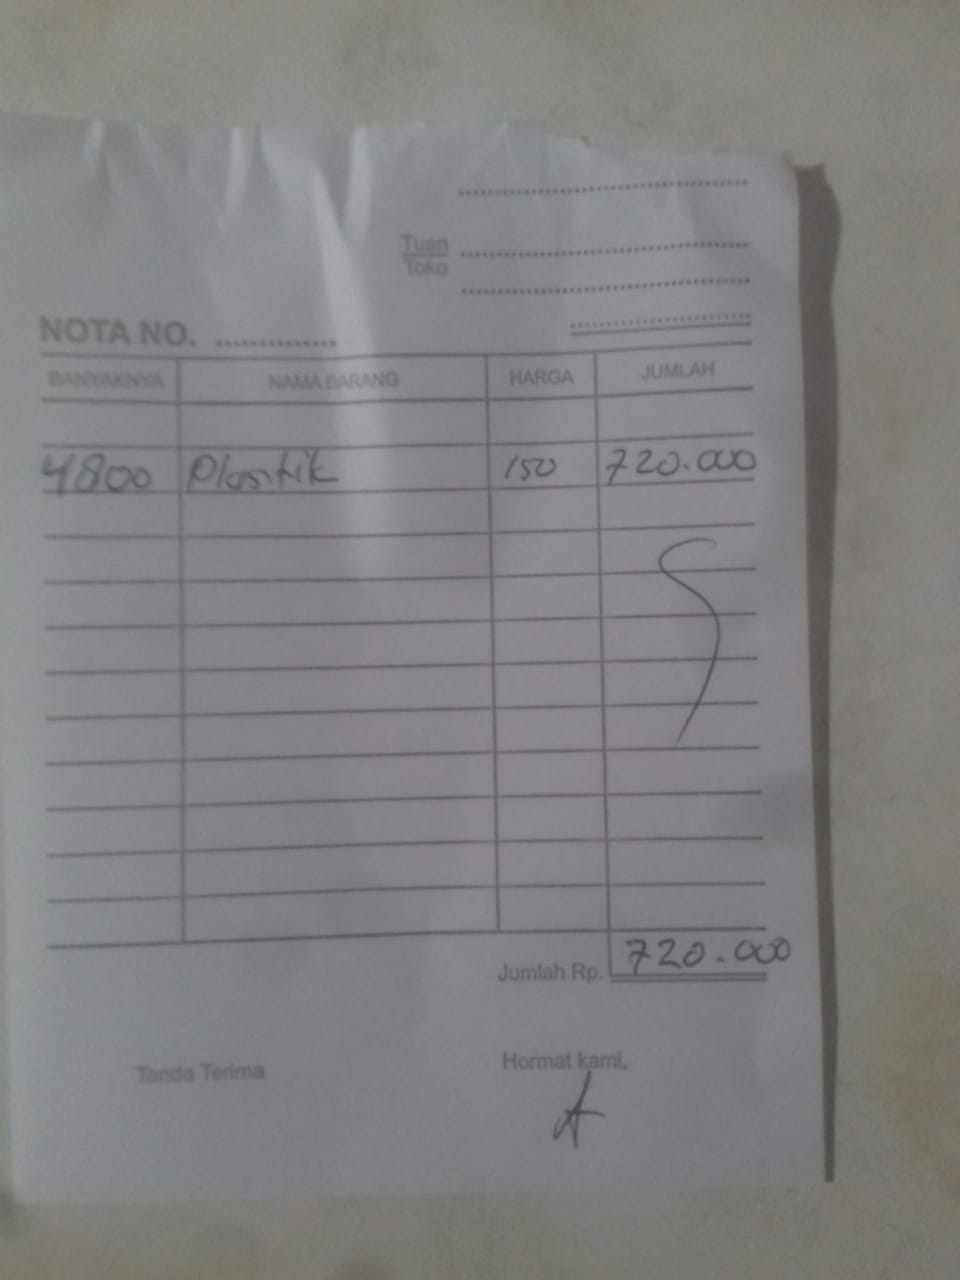 Tuan
Toko
NOTA NO.
BANYAKNYA NAMA BARANG HARGA JUMLAH
4800 Plastik 150 720.000
Jumlah Rp. 720.000
Tanda Terima Hormat kami,